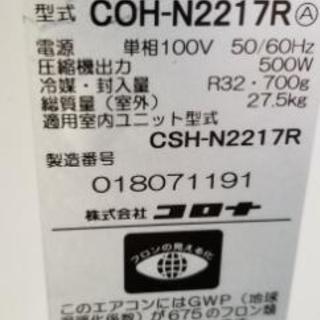 型式 COH-N2217R Ⓐ
電源 単相100V 50/60Hz
圧縮機出力 500W
冷媒・封入量 R32・700g
総質量（室外） 27.5kg
適用室内ユニット型式
CSH-N2217R
製造番号
018071191
株式会社 コロナ
フロンの見える化
このエアコンにはGWP（地球
温暖化係数）が675のフロン類